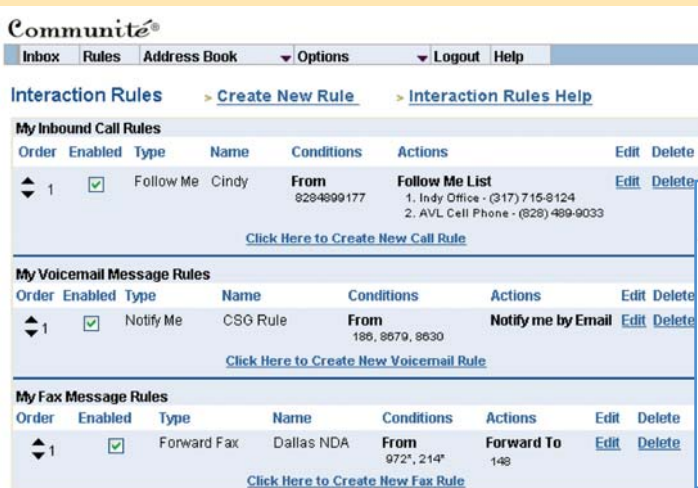 Communité®
Inbox Rules Address Book Options Logout Help
Interaction Rules > Create New Rule > Interaction Rules Help
My Inbound Call Rules
Order Enabled Type Name Conditions Actions Edit Delete
1 Follow Me Cindy From Follow Me List Edit Delete
8284899177 1. Indy Office - (317) 715-8124
2. AVL Cell Phone - (828) 489-9033
Click Here to Create New Call Rule
My Voicemail Message Rules
Order Enabled Type Name Conditions Actions Edit Delete
1 Notify Me CSG Rule From Notify me by Email Edit Delete
186, 8679, 8630
Click Here to Create New Voicemail Rule
My Fax Message Rules
Order Enabled Type Name Conditions Actions Edit Delete
1 Forward Fax Dallas NDA From Forward To Edit Delete
972*, 214* 148
Click Here to Create New Fax Rule